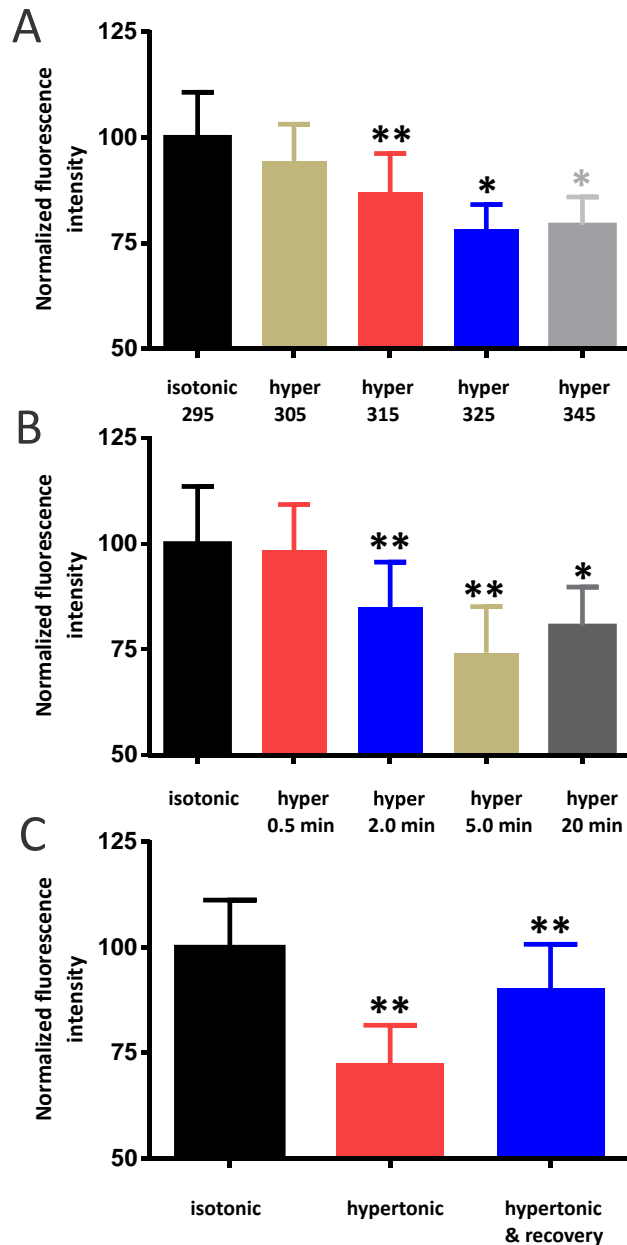 A
Normalized fluorescence
intensity
125
100
75
50
**
*
*
isotonic hyper hyper hyper hyper
295 305 315 325 345
B
Normalized fluorescence
intensity
125
100
75
50
**
**
*
isotonic hyper hyper hyper hyper
0.5 min 2.0 min 5.0 min 20 min
C
Normalized fluorescence
intensity
125
100
75
50
**
**
isotonic hypertonic hypertonic
& recovery